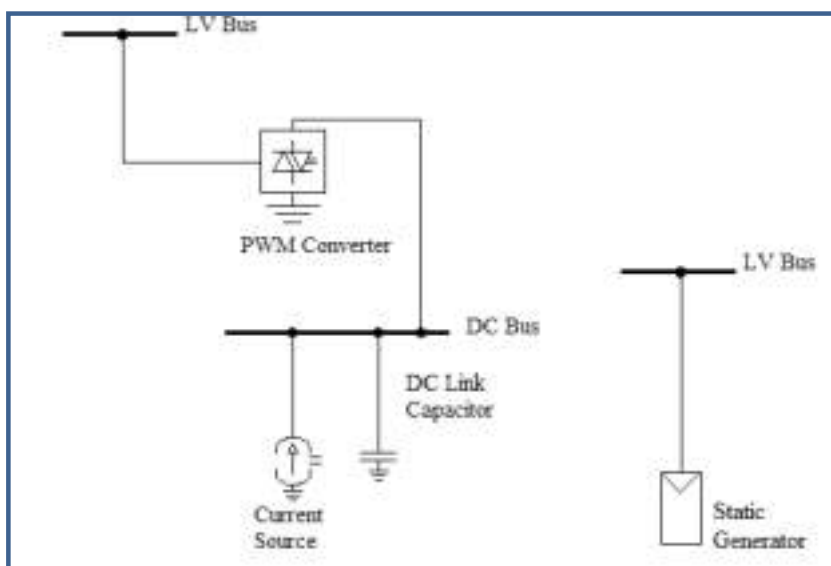 LV Bus
PWM Converter
LV Bus
DC Bus
DC Link
Capacitor
Current
Source
Static
Generator